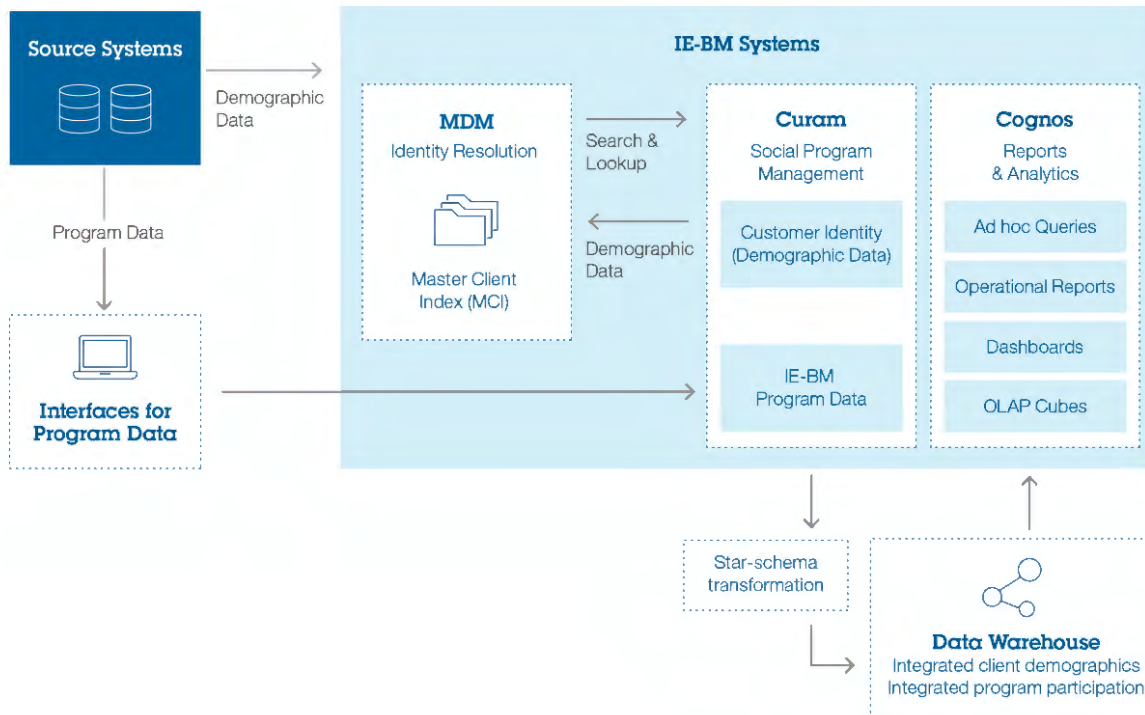 Source Systems
Demographic
Data
Program Data
Interfaces for
Program Data
IE-BM Systems
MDM
Identity Resolution
Master Client
Index (MCI)
Search &
Lookup
Demographic
Data
Curam
Social Program
Management
Customer Identity
(Demographic Data)
IE-BM
Program Data
Cognos
Reports
& Analytics
Ad hoc Queries
Operational Reports
Dashboards
OLAP Cubes
Star-schema
transformation
Data Warehouse
Integrated client demographics
Integrated program participation